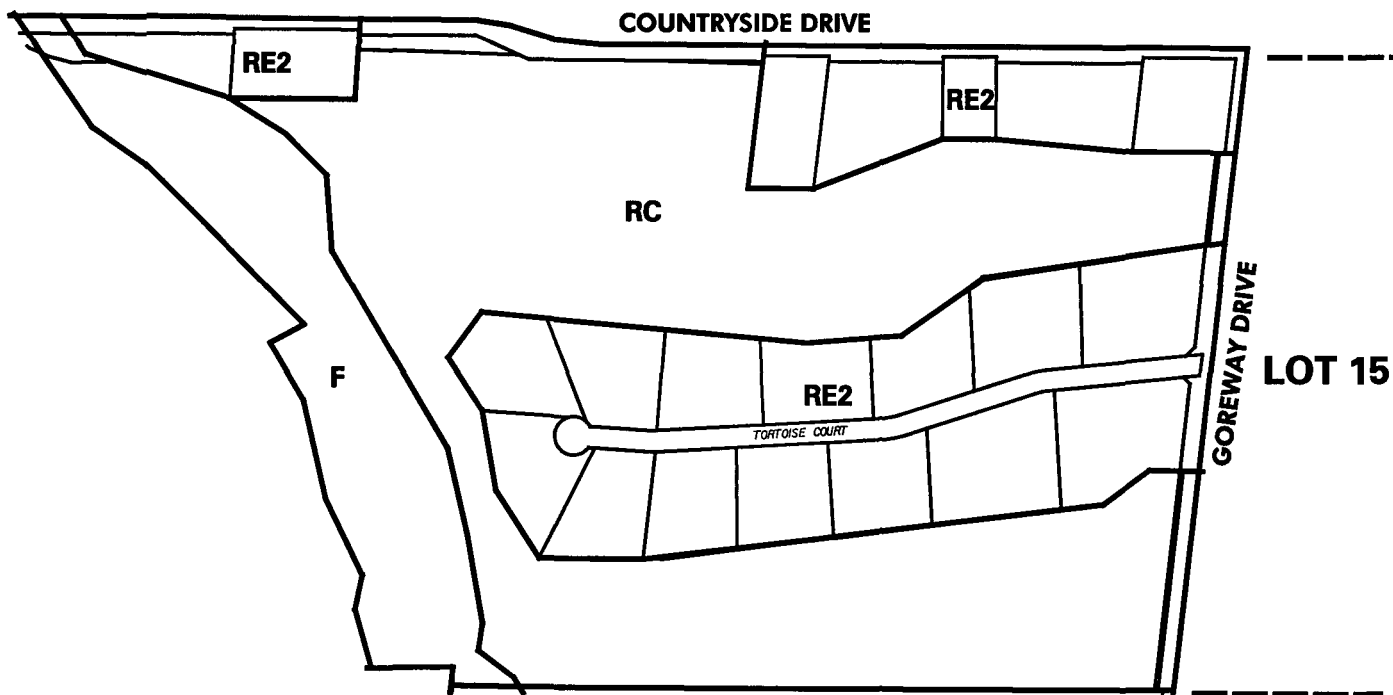 COUNTRYSIDE DRIVE
RE2
RE2
RC
GOREWAY DRIVE
LOT 15
F
RE2
TORTOISE COURT